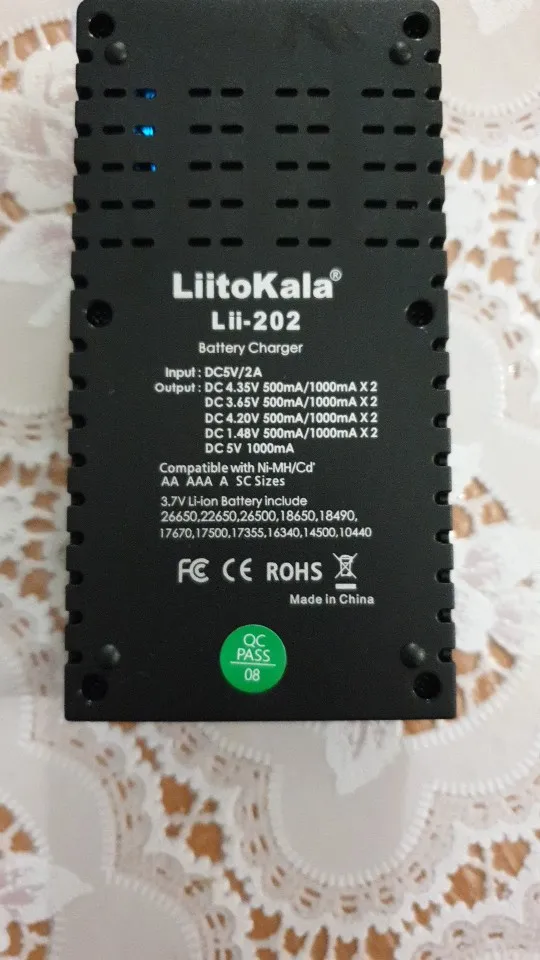 LiitoKala®
Lii-202
Battery Charger
Input : DC5V/2A
Output : DC 4.35V 500mA/1000mA X 2
DC 3.65V 500mA/1000mA X 2
DC 4.20V 500mA/1000mA X 2
DC 1.48V 500mA/1000mA X 2
DC 5V 1000mA
Compatible with Ni-MH/Cd
AA AAA A SC Sizes
3.7V Li-ion Battery include
26650,22650,26500,18650,18490,
17670,17500,17355,16340,14500,10440
FC CE ROHS
Made in China
QC
PASS
08